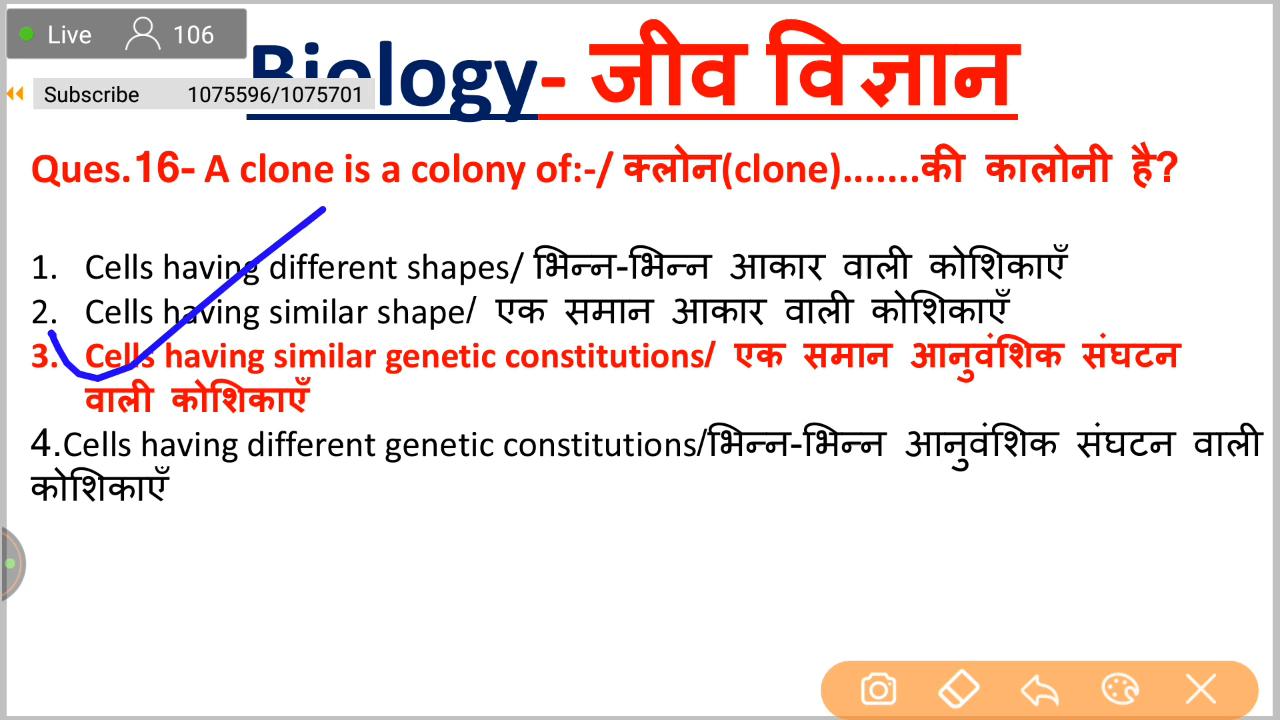 Live 106
Biology- जीव विज्ञान
Subscribe 1075596/1075701
Ques.16- A clone is a colony of:-/ क्लोन(clone).......की कालोनी है?
1. Cells having different shapes/ भिन्न-भिन्न आकार वाली कोशिकाएँ
2. Cells having similar shape/ एक समान आकार वाली कोशिकाएँ
3. Cells having similar genetic constitutions/ एक समान आनुवंशिक संघटन
वाली कोशिकाएँ
4.Cells having different genetic constitutions/भिन्न-भिन्न आनुवंशिक संघटन वाली
कोशिकाएँ